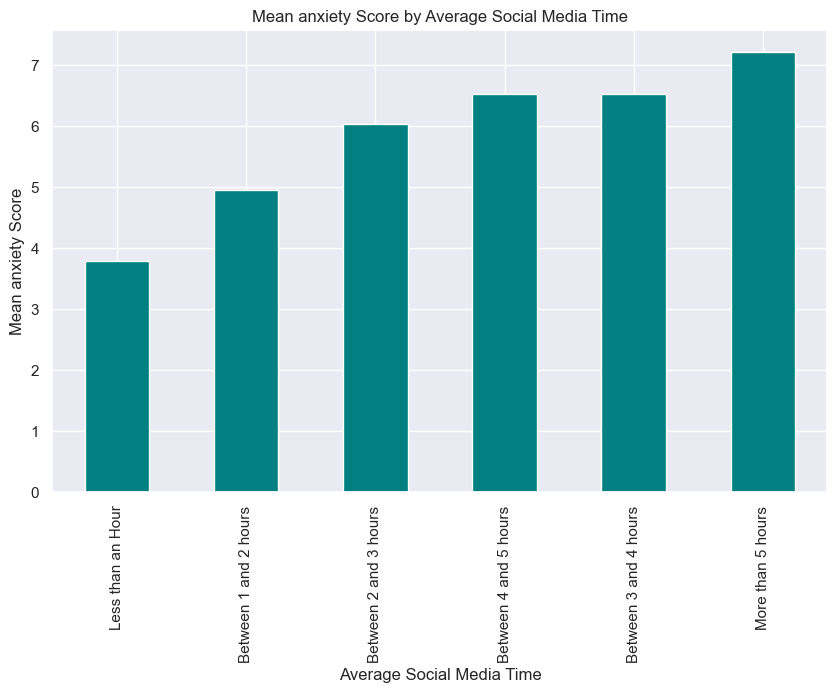 Mean anxiety Score by Average Social Media Time
Mean anxiety Score
7
6
5
4
3
2
1
0
Less than an Hour
Between 1 and 2 hours
Between 2 and 3 hours
Between 4 and 5 hours
Between 3 and 4 hours
More than 5 hours
Average Social Media Time